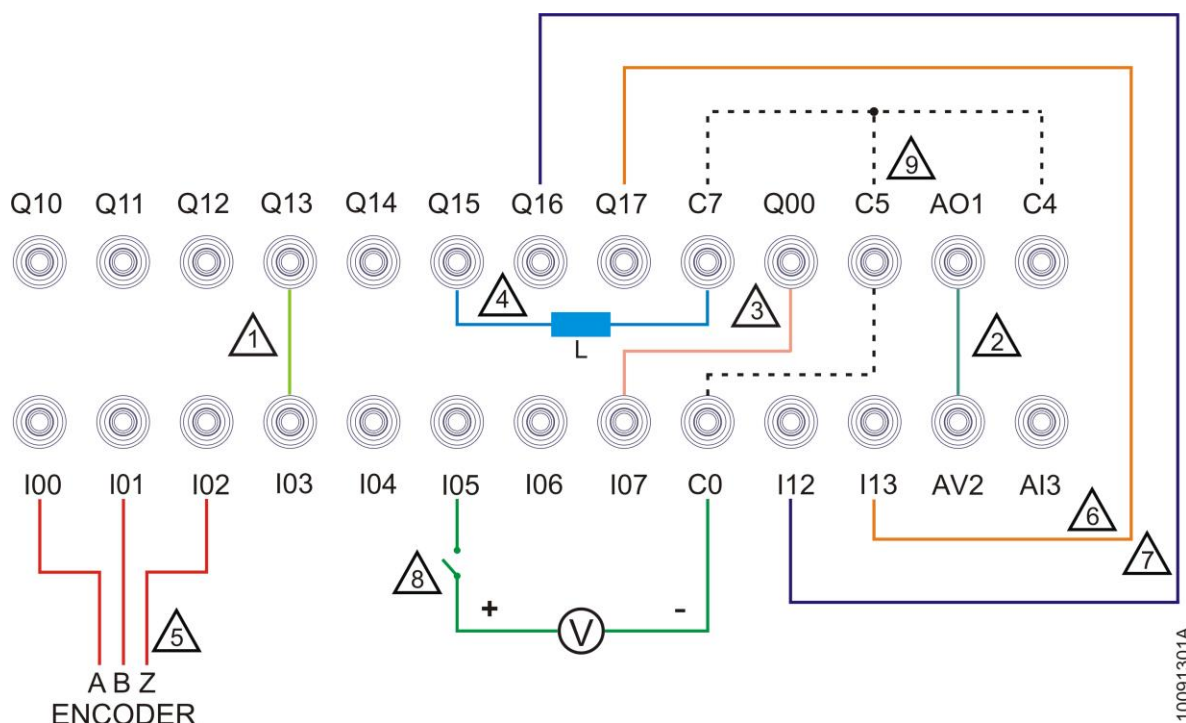 9
Q10 Q11 Q12 Q13 Q14 Q15 Q16 Q17 C7 Q00 C5 AO1 C4
4
3
1
L
2
I00 I01 I02 I03 I04 I05 I06 I07 C0 I12 I13 AV2 AI3
6
7
8
+ -
V
5
A B Z
ENCODER
10091301A